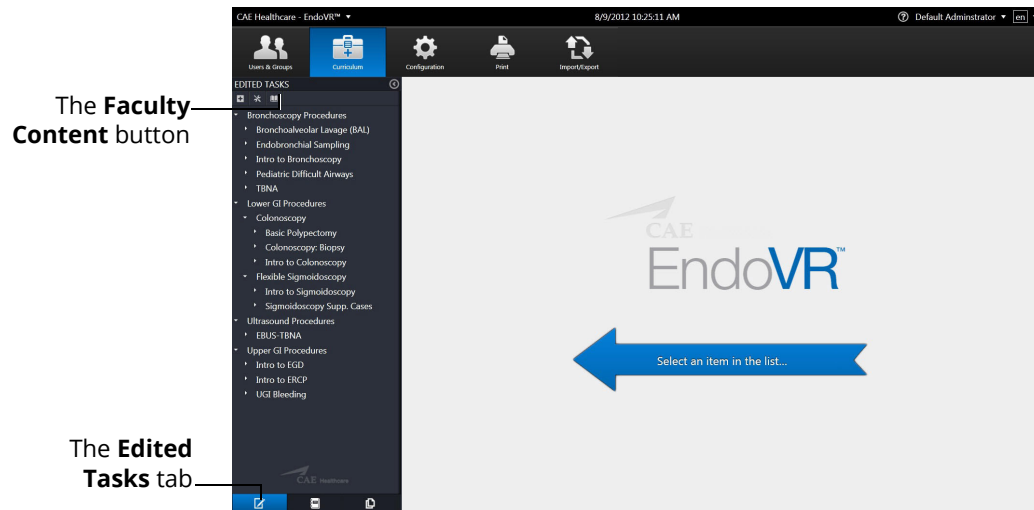 CAE Healthcare - EndoVR™
8/9/2012 10:25:11 AM
Default Adminstrator
en
Users & Groups
Curriculum
Configuration
Print
Import/Export
EDITED TASKS
The Faculty
Content button
Bronchoscopy Procedures
Bronchoalveolar Lavage (BAL)
Endobronchial Sampling
Intro to Bronchoscopy
Pediatric Difficult Airways
TBNA
Lower GI Procedures
Colonoscopy
Basic Polypectomy
Colonoscopy: Biopsy
Intro to Colonoscopy
Flexible Sigmoidoscopy
Intro to Sigmoidoscopy
Sigmoidoscopy Supp. Cases
Ultrasound Procedures
EBUS-TBNA
Upper GI Procedures
Intro to EGD
Intro to ERCP
UGI Bleeding
CAE
EndoVR™
Select an item in the list...
The Edited
Tasks tab
CAE Healthcare